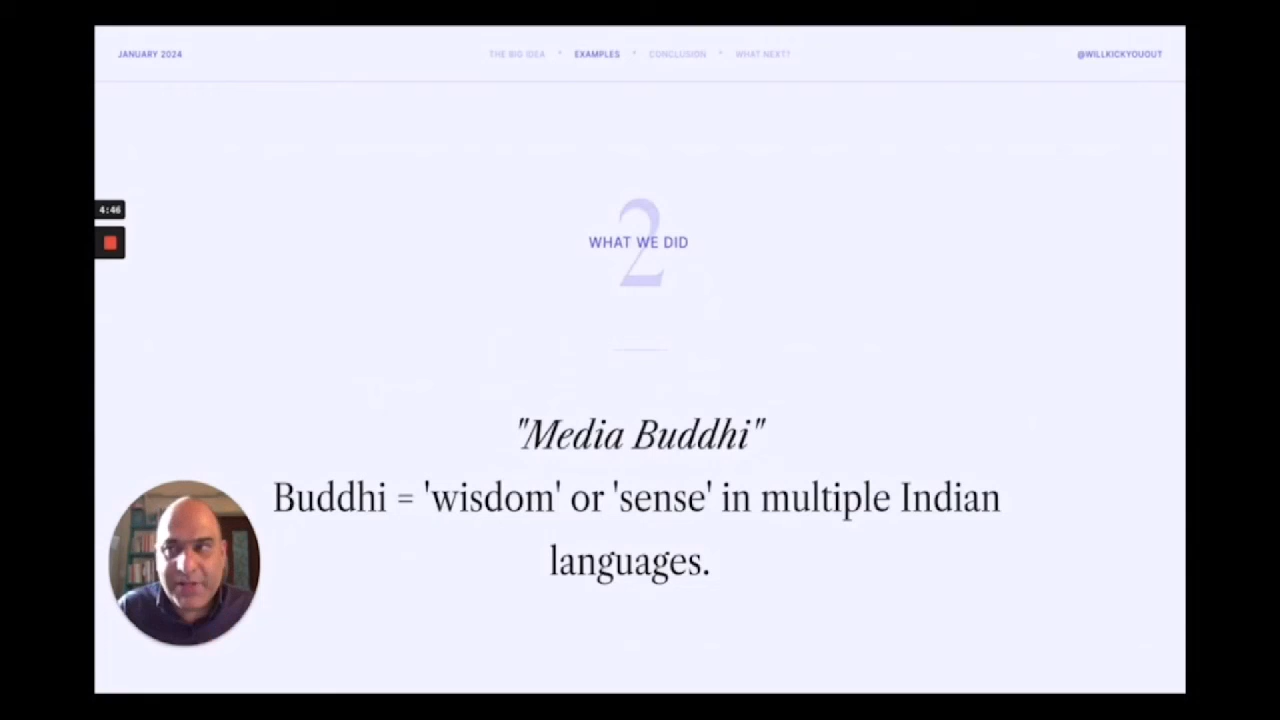 JANUARY 2024
THE BIG IDEA * EXAMPLES * CONCLUSION * WHAT NEXT?
@WILLKICKYOUOUT
4:46
2
WHAT WE DID
"Media Buddhi"
Buddhi = 'wisdom' or 'sense' in multiple Indian
languages.